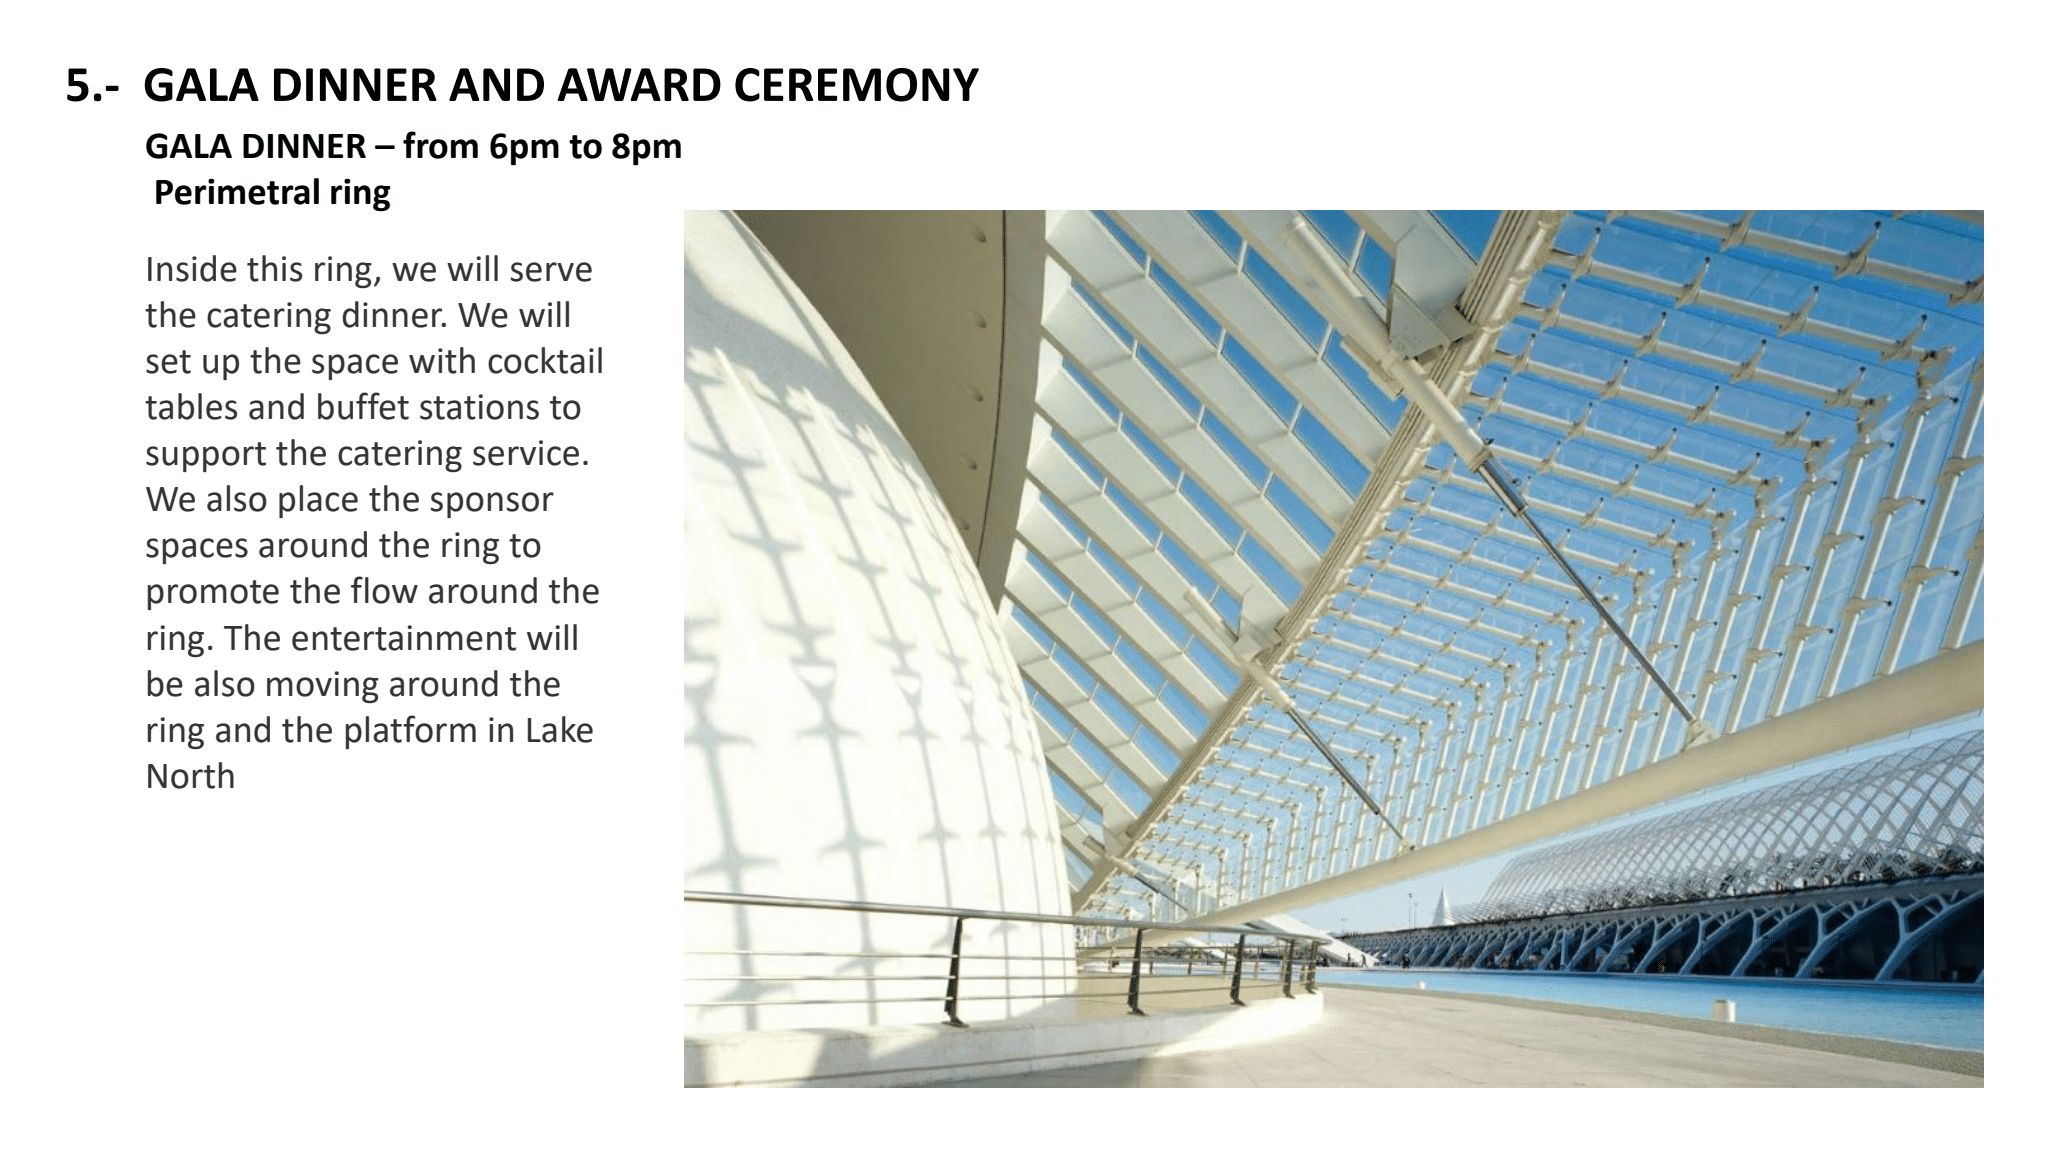 5.- GALA DINNER AND AWARD CEREMONY
GALA DINNER – from 6pm to 8pm
Perimetral ring
Inside this ring, we will serve
the catering dinner. We will
set up the space with cocktail
tables and buffet stations to
support the catering service.
We also place the sponsor
spaces around the ring to
promote the flow around the
ring. The entertainment will
be also moving around the
ring and the platform in Lake
North